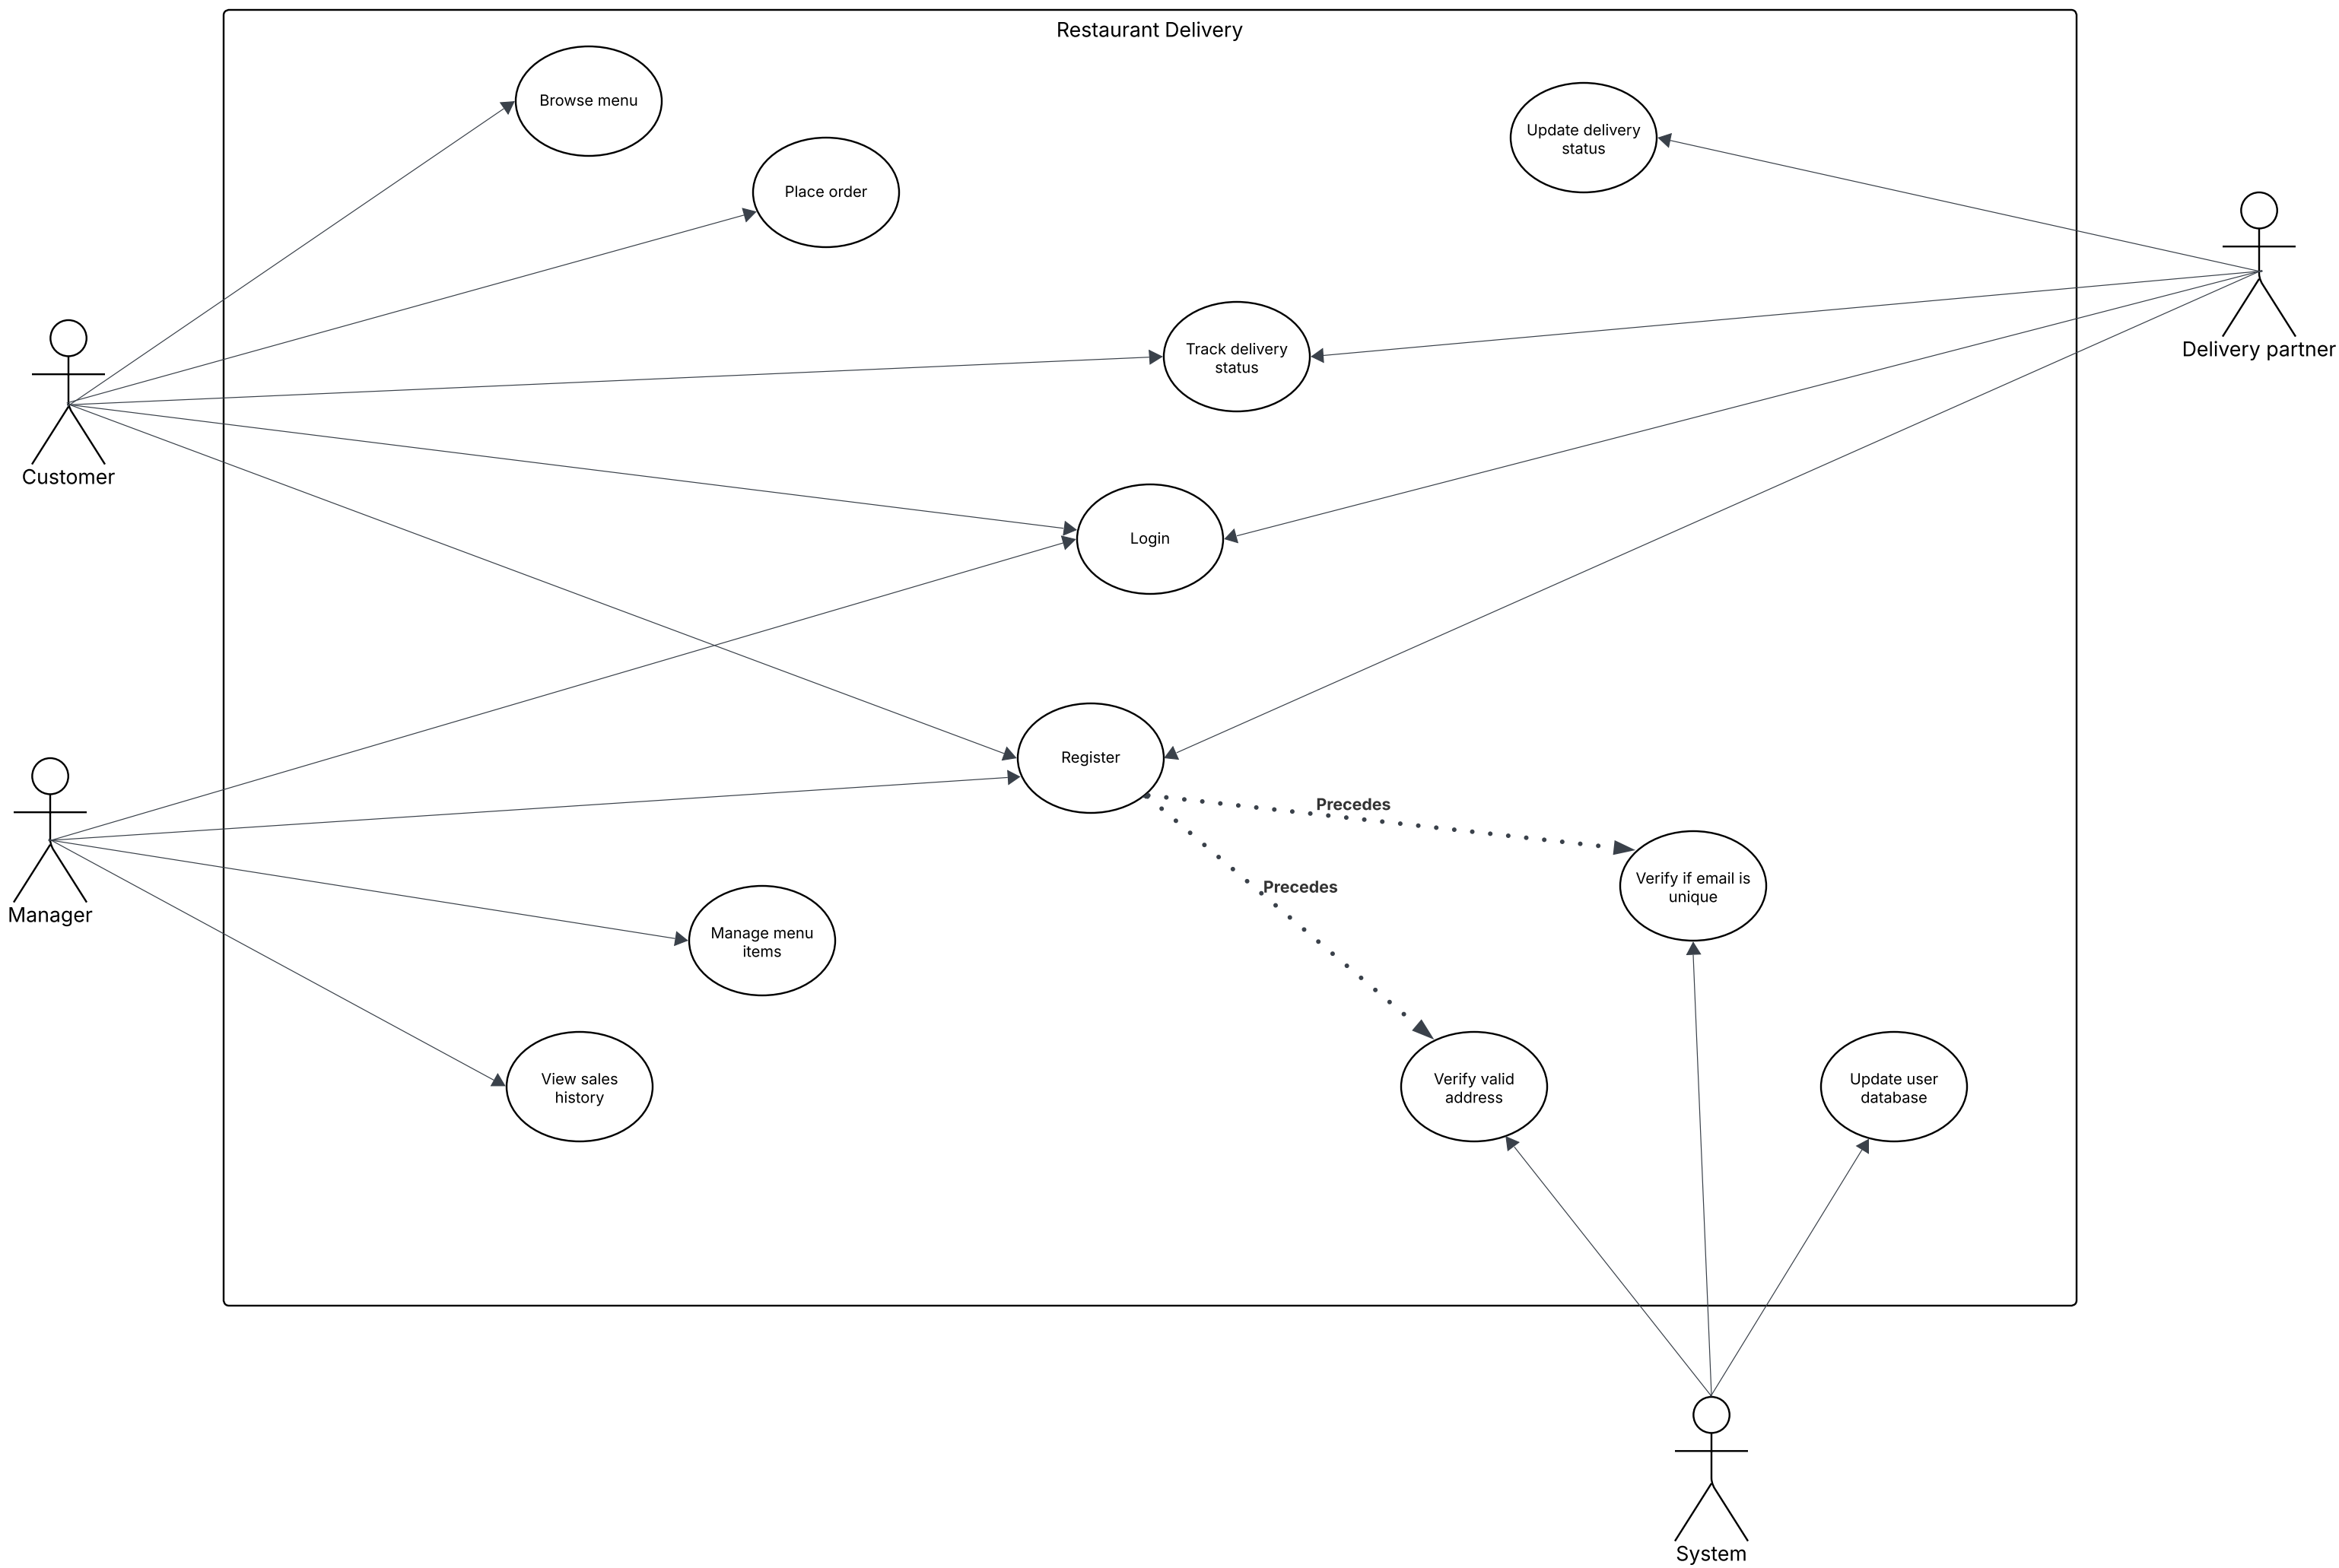 Restaurant Delivery
Browse menu
Update delivery
status
Place order
Track delivery
status
Delivery partner
Customer
Login
Register
Precedes
Verify if email is
unique
Precedes
Manager
Manage menu
items
View sales
history
Verify valid
address
Update user
database
System